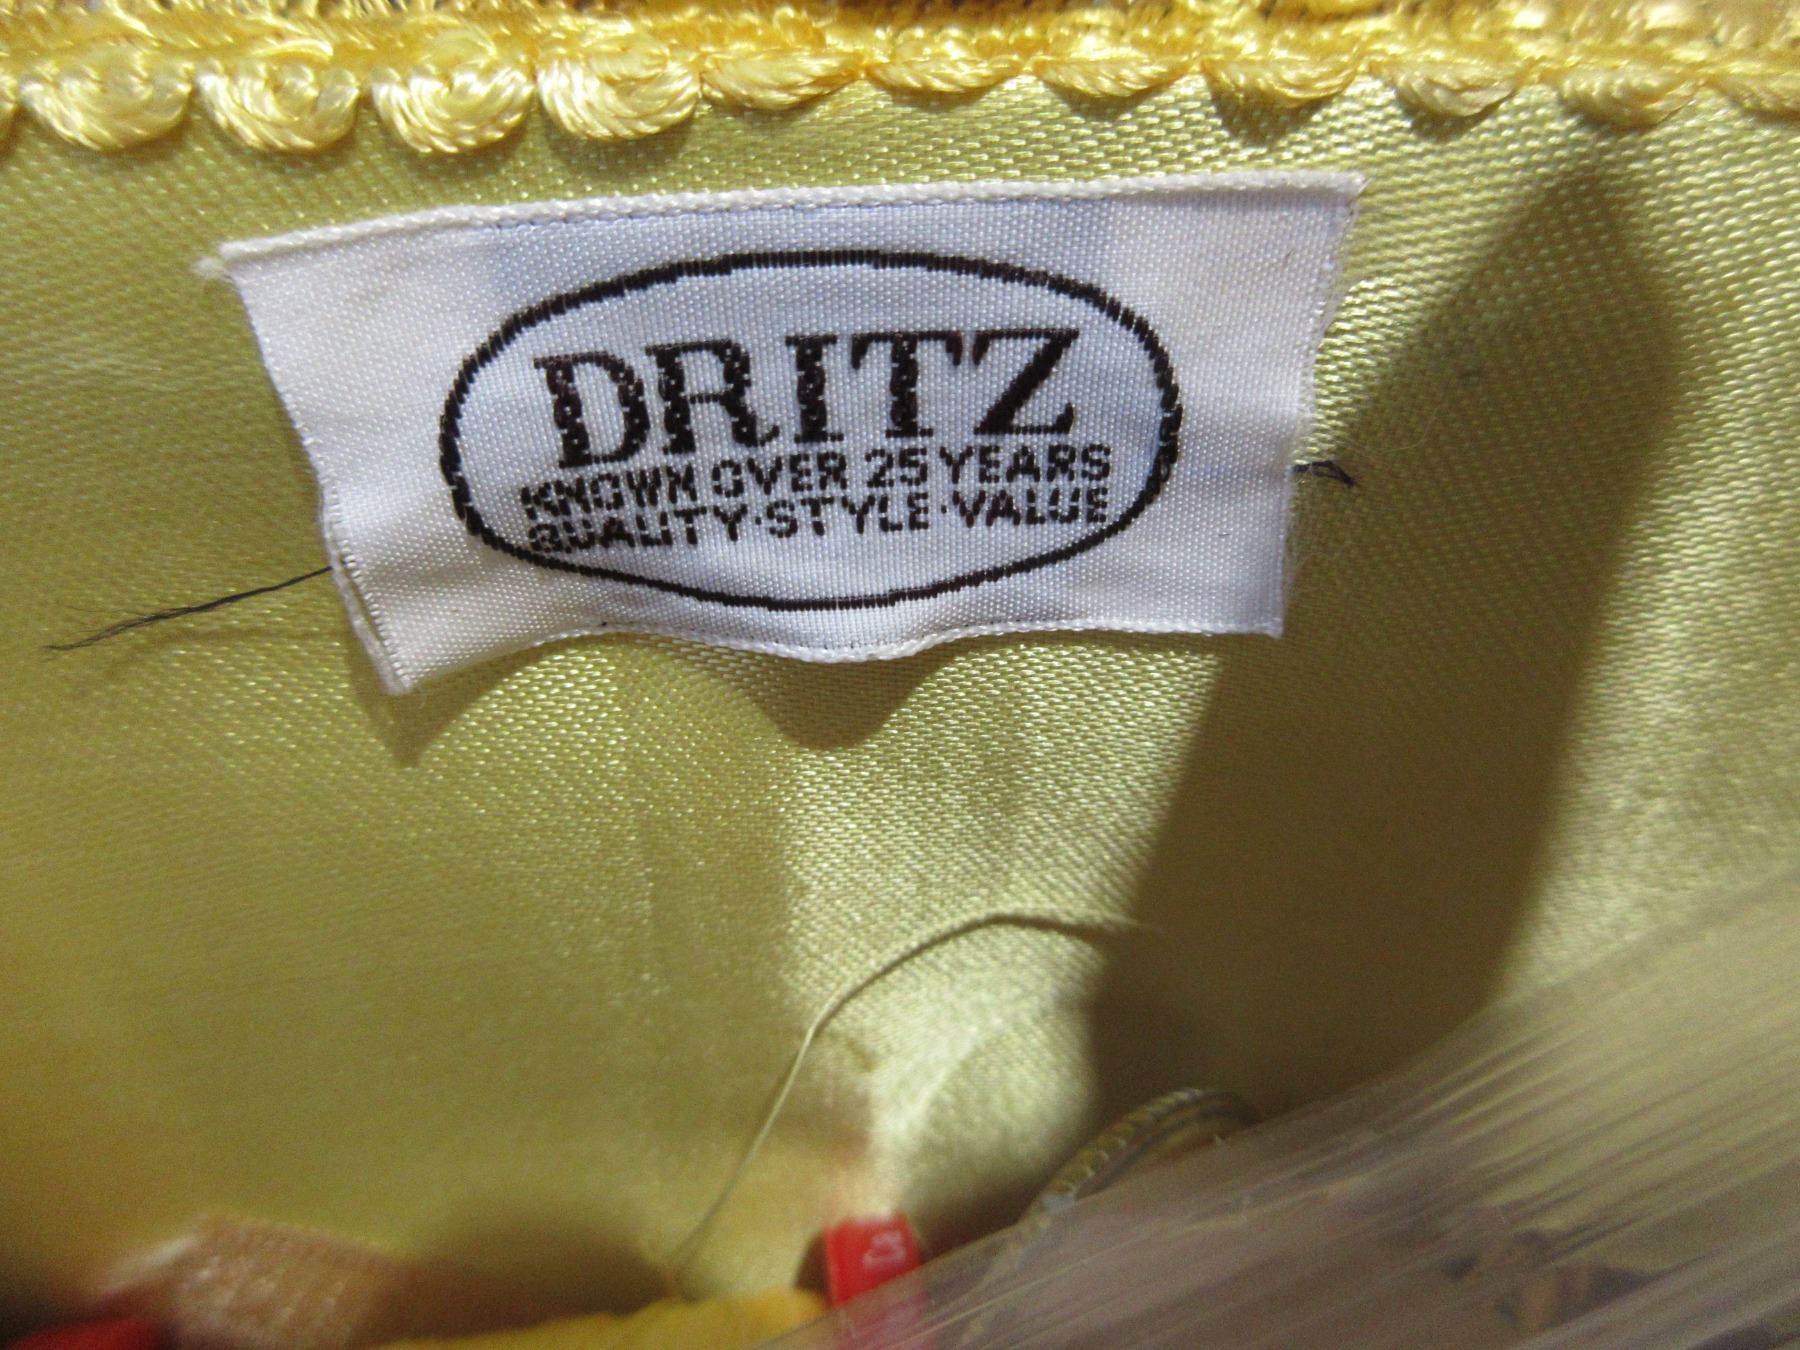 DRITZ
KNOWN OVER 25 YEARS
QUALITY·STYLE·VALUE